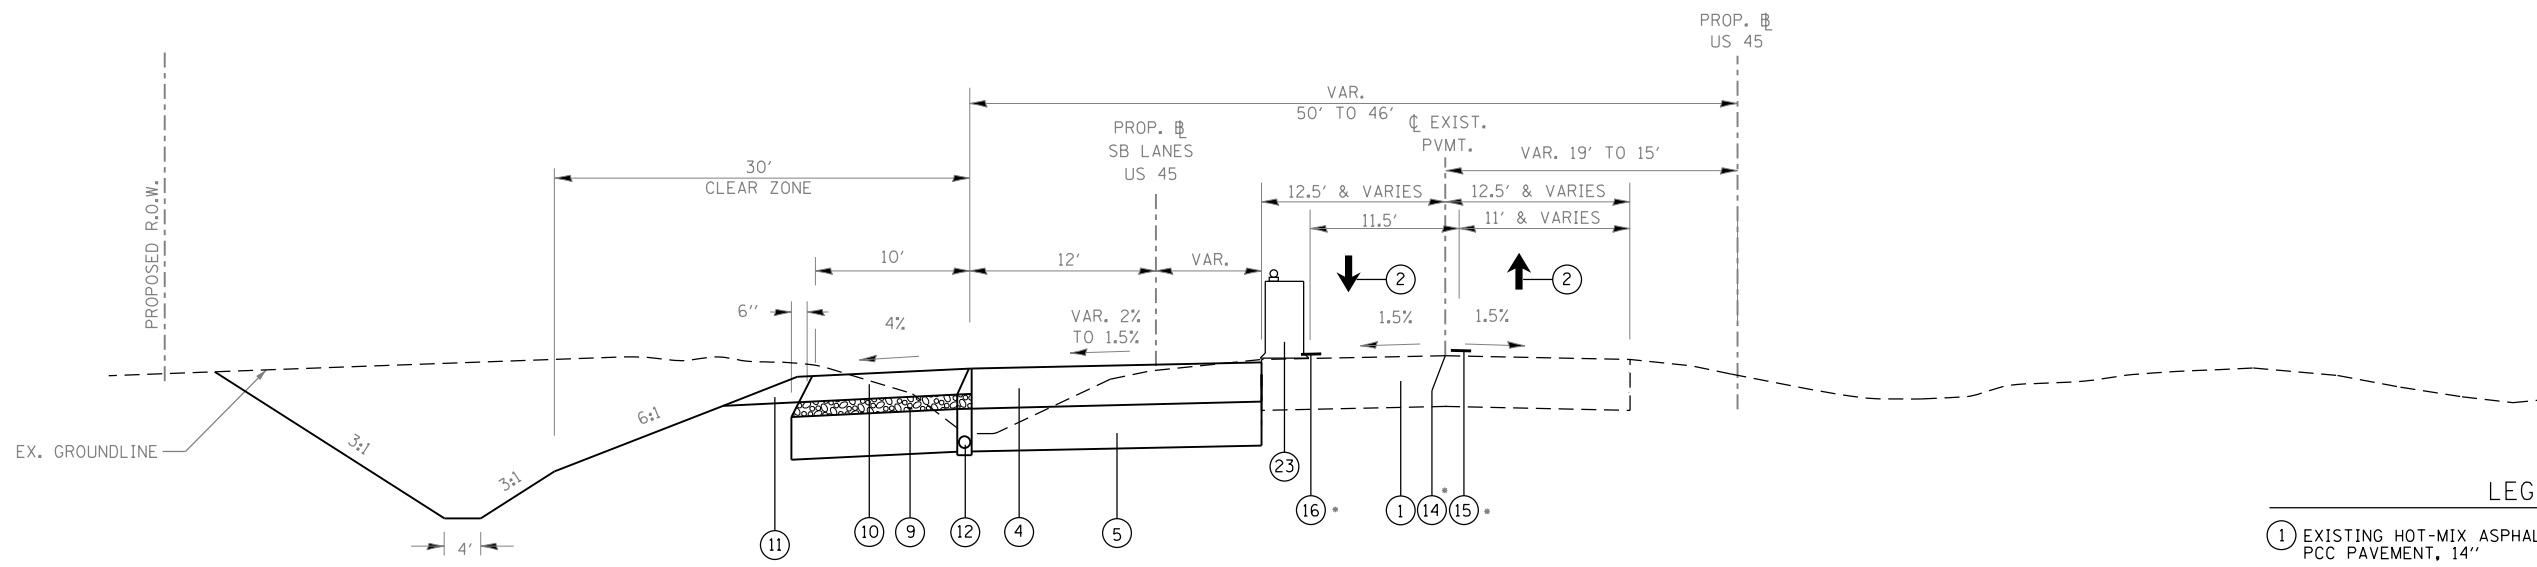 PROP. ℄
US 45
VAR.
50' TO 46'
PROP. ℄
SB LANES
US 45
℄ EXIST.
PVMT.
VAR. 19' TO 15'
30'
CLEAR ZONE
12.5' & VARIES
12.5' & VARIES
11.5'
11' & VARIES
PROPOSED R.O.W.
10'
12'
VAR.
2
2
6''
4%
VAR. 2%
TO 1.5%
1.5%
1.5%
EX. GROUNDLINE
3:1
3:1
6:1
4'
11
10
9
12
4
5
23
16 *
1
14 *
15 *
LEG
1 EXISTING HOT-MIX ASPHAL
PCC PAVEMENT, 14''